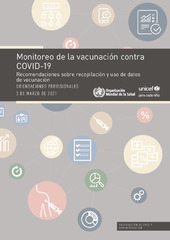 Monitoreo de la vacunación contra
COVID-19
Recomendaciones sobre recopilación y uso de datos
de vacunación
ORIENTACIONES PROVISIONALES
3 DE MARZO DE 2021
Organización
Mundial de la Salud
unicef
para cada niño